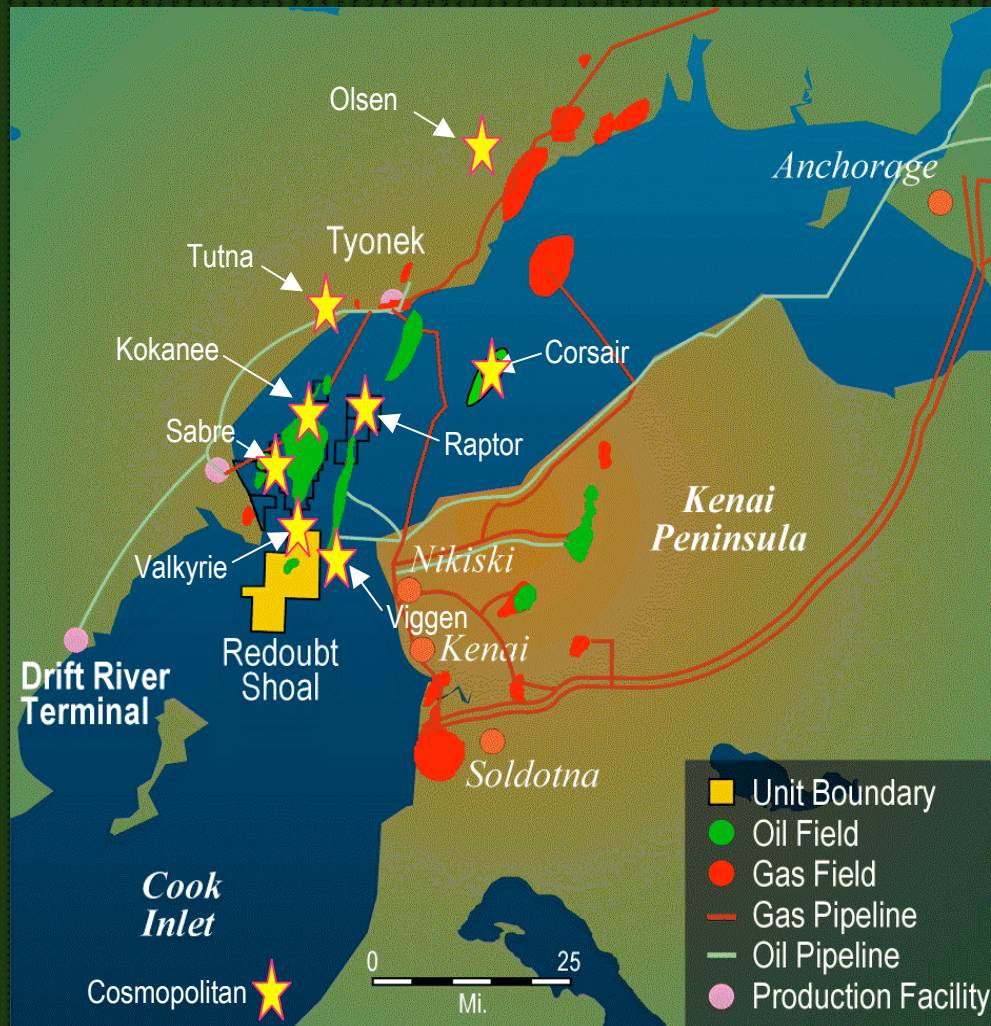 Olsen
Anchorage
Tyonek
Tutna
Kokanee
Corsair
Sabre
Raptor
Kenai
Peninsula
Valkyrie
Nikiski
Viggen
Redoubt
Shoal
Kenai
Drift River
Terminal
Soldotna
Unit Boundary
Oil Field
Gas Field
Gas Pipeline
Oil Pipeline
Production Facility
Cook
Inlet
0 25
Mi.
Cosmopolitan